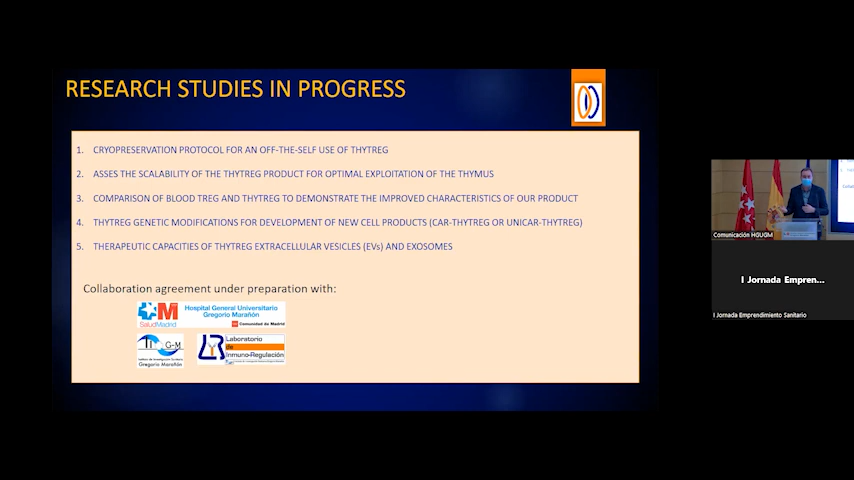 RESEARCH STUDIES IN PROGRESS
1. CRYOPRESERVATION PROTOCOL FOR AN OFF-THE-SELF USE OF THYTREG
2. ASSES THE SCALABILITY OF THE THYTREG PRODUCT FOR OPTIMAL EXPLOITATION OF THE THYMUS
3. COMPARISON OF BLOOD TREG AND THYTREG TO DEMONSTRATE THE IMPROVED CHARACTERISTICS OF OUR PRODUCT
4. THYTREG GENETIC MODIFICATIONS FOR DEVELOPMENT OF NEW CELL PRODUCTS (CAR-THYTREG OR UNICAR-THYTREG)
5. THERAPEUTIC CAPACITIES OF THYTREG EXTRACELLULAR VESICLES (EVs) AND EXOSOMES
Collaboration agreement under preparation with:
SaludMadrid
Hospital General Universitario
Gregorio Marañón
Comunidad de Madrid
G-M
Instituto de Investigación Sanitaria
Gregorio Marañón
Laboratorio
de
Inmuno-Regulación
Comunicación HGUGM
I Jornada Empren...
I Jornada Emprendimiento Sanitario